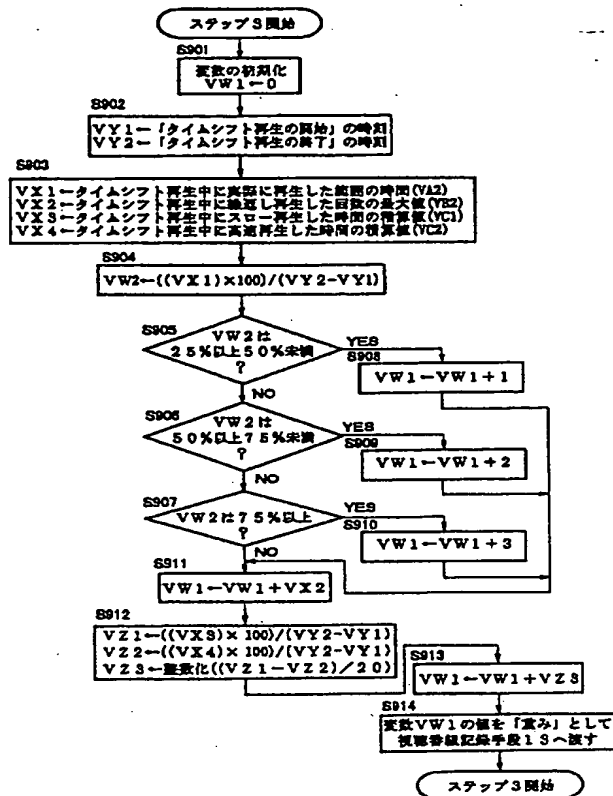 ステップ3開始
S901
変数の初期化
VW1←0
S902
VY1←「タイムシフト再生の開始」の時刻
VY2←「タイムシフト再生の終了」の時刻
S903
VX1←タイムシフト再生中に実際に再生した範囲の時間(VA2)
VX2←タイムシフト再生中に繰返し再生した回数の最大値(VB2)
VX3←タイムシフト再生中にスロー再生した時間の積算値(VC1)
VX4←タイムシフト再生中に高速再生した時間の積算値(VC2)
S904
VW2←((VX1)×100)/(VY2-VY1)
S905
VW2は
25%以上50%未満
?
YES
S908
VW1←VW1+1
NO
S906
VW2は
50%以上75%未満
?
YES
S909
VW1←VW1+2
NO
S907
VW2は75%以上
?
YES
S910
VW1←VW1+3
NO
S911
VW1←VW1+VX2
S912
VZ1←((VX3)×100)/(VY2-VY1)
VZ2←((VX4)×100)/(VY2-VY1)
VZ3←整数化((VZ1-VZ2)/20)
S913
VW1←VW1+VZ3
S914
変数VW1の値を「重み」として
視聴番組記録手段13へ渡す
ステップ3開始